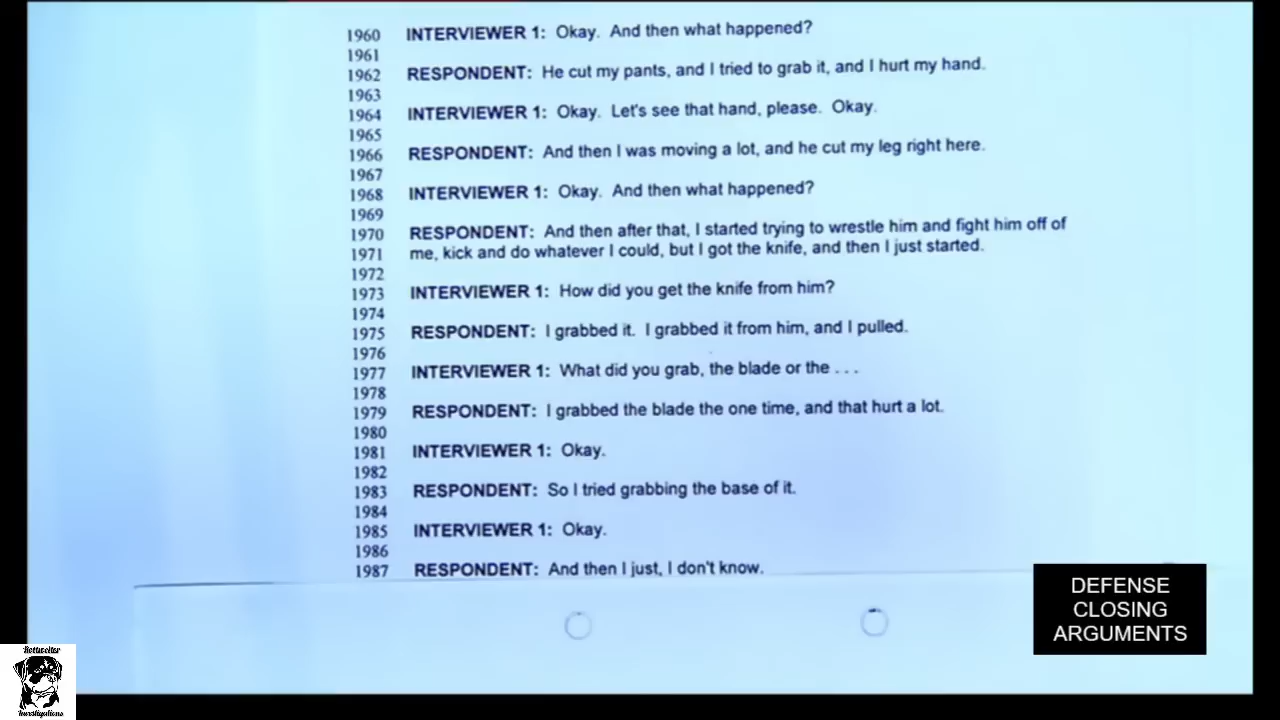 1960 INTERVIEWER 1: Okay. And then what happened?
1961
1962 RESPONDENT: He cut my pants, and I tried to grab it, and I hurt my hand.
1963
1964 INTERVIEWER 1: Okay. Let's see that hand, please. Okay.
1965
1966 RESPONDENT: And then I was moving a lot, and he cut my leg right here.
1967
1968 INTERVIEWER 1: Okay. And then what happened?
1969
1970 RESPONDENT: And then after that, I started trying to wrestle him and fight him off of
1971 me, kick and do whatever I could, but I got the knife, and then I just started.
1972
1973 INTERVIEWER 1: How did you get the knife from him?
1974
1975 RESPONDENT: I grabbed it. I grabbed it from him, and I pulled.
1976
1977 INTERVIEWER 1: What did you grab, the blade or the . . .
1978
1979 RESPONDENT: I grabbed the blade the one time, and that hurt a lot.
1980
1981 INTERVIEWER 1: Okay.
1982
1983 RESPONDENT: So I tried grabbing the base of it.
1984
1985 INTERVIEWER 1: Okay.
1986
1987 RESPONDENT: And then I just, I don't know.
DEFENSE
CLOSING
ARGUMENTS
Rottweiler
Investigations